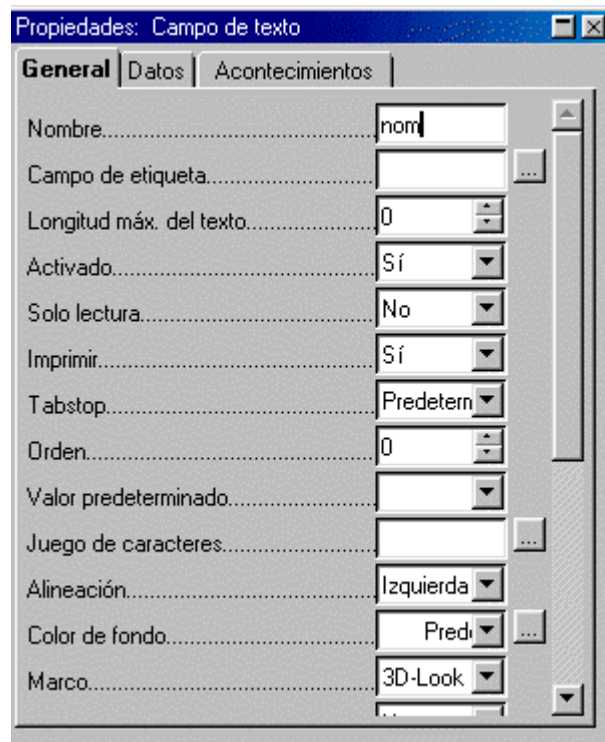 Propiedades: Campo de texto
General Datos Acontecimientos
Nombre nom
Campo de etiqueta ...
Longitud máx. del texto 0
Activado Sí
Solo lectura No
Imprimir Sí
Tabstop Predetern
Orden 0
Valor predeterminado
Juego de caracteres ...
Alineación Izquierda
Color de fondo Pred ...
Marco 3D-Look